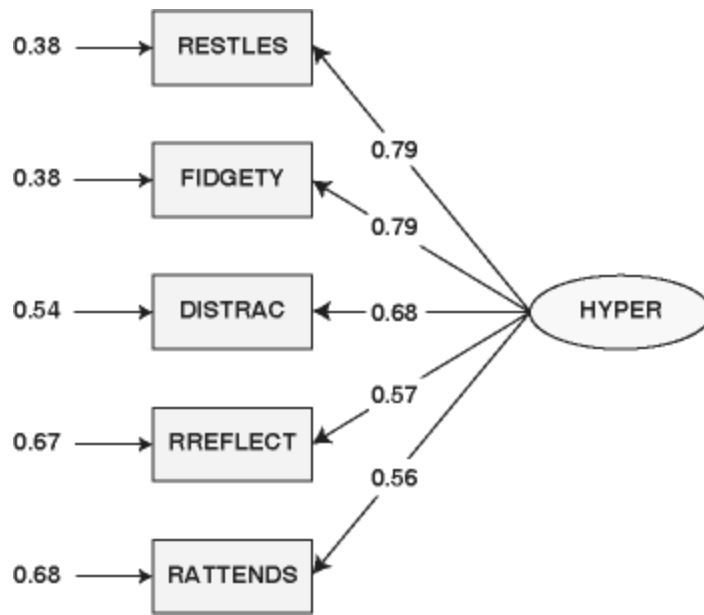 0.38
RESTLES
0.79
0.38
FIDGETY
0.79
0.54
DISTRAC
0.68
HYPER
0.57
0.67
RREFLECT
0.56
0.68
RATTENDS